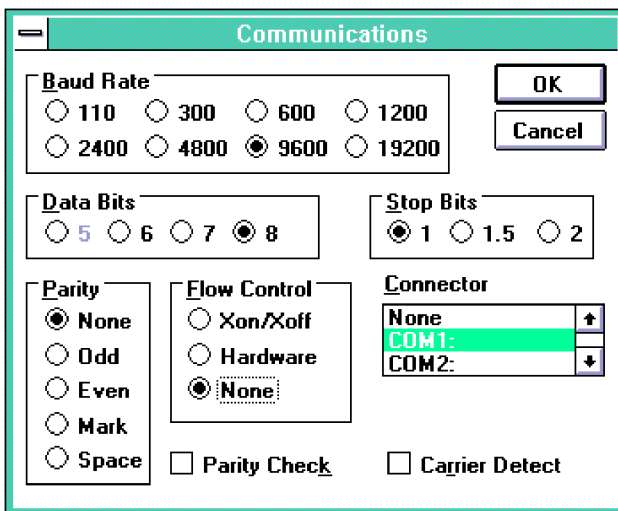 Communications
Baud Rate
110 300 600 1200
2400 4800 9600 19200
OK
Cancel
Data Bits
5 6 7 8
Stop Bits
1 1.5 2
Parity
None
Odd
Even
Mark
Space
Flow Control
Xon/Xoff
Hardware
None
Connector
None
COM1:
COM2:
Parity Check
Carrier Detect